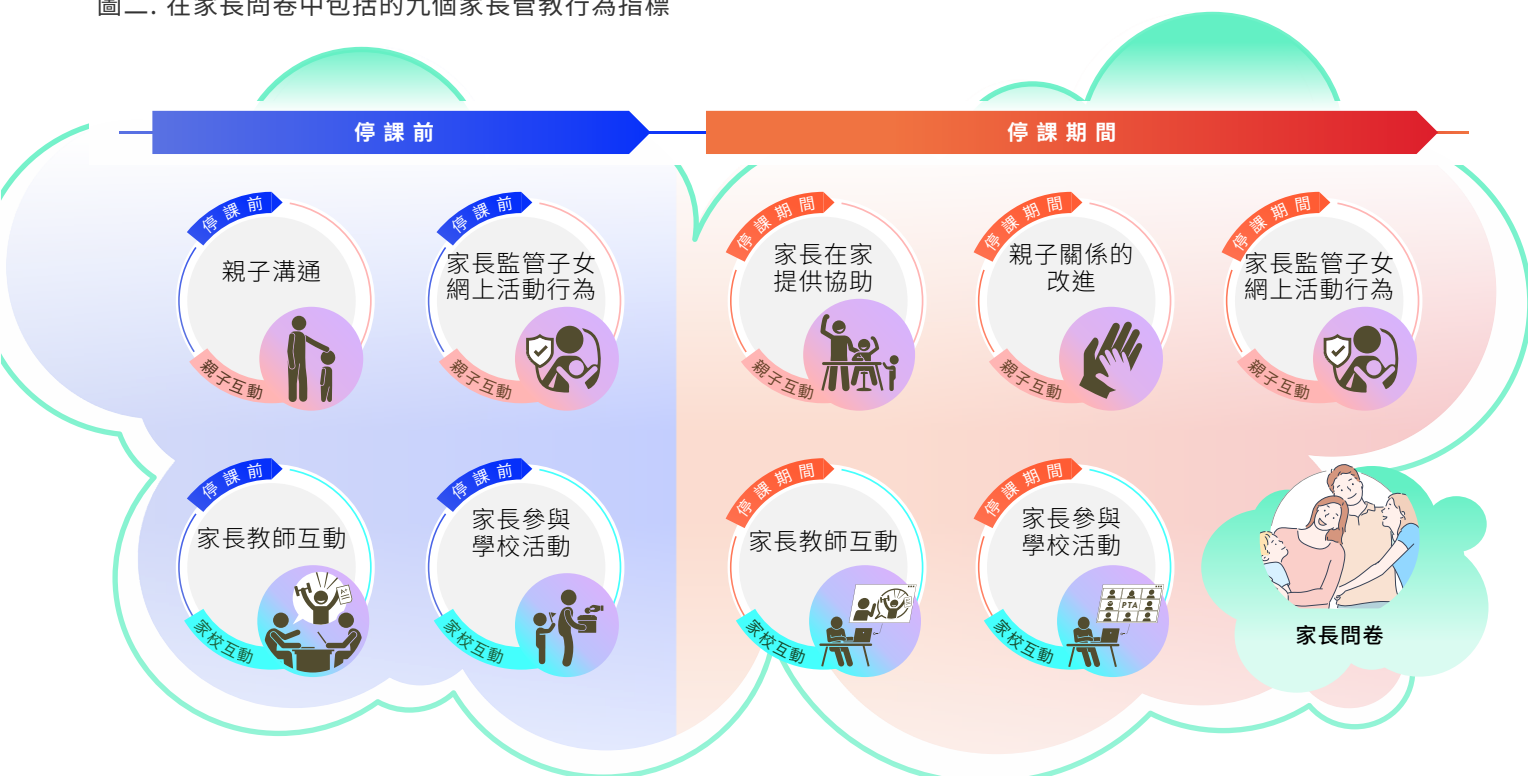 圖二. 在家長問卷中包括的九個家長管教行為指標
停課前
停課期間
停課前
親子溝通
親子互動
停課前
家長監管子女
網上活動行為
親子互動
停課期間
家長在家
提供協助
親子互動
停課期間
親子關係的
改進
親子互動
停課期間
家長監管子女
網上活動行為
親子互動
停課前
家長教師互動
A+
家校互動
停課前
家長參與
學校活動
家校互動
停課期間
家長教師互動
家校互動
停課期間
家長參與
學校活動
PTA
家校互動
家長問卷